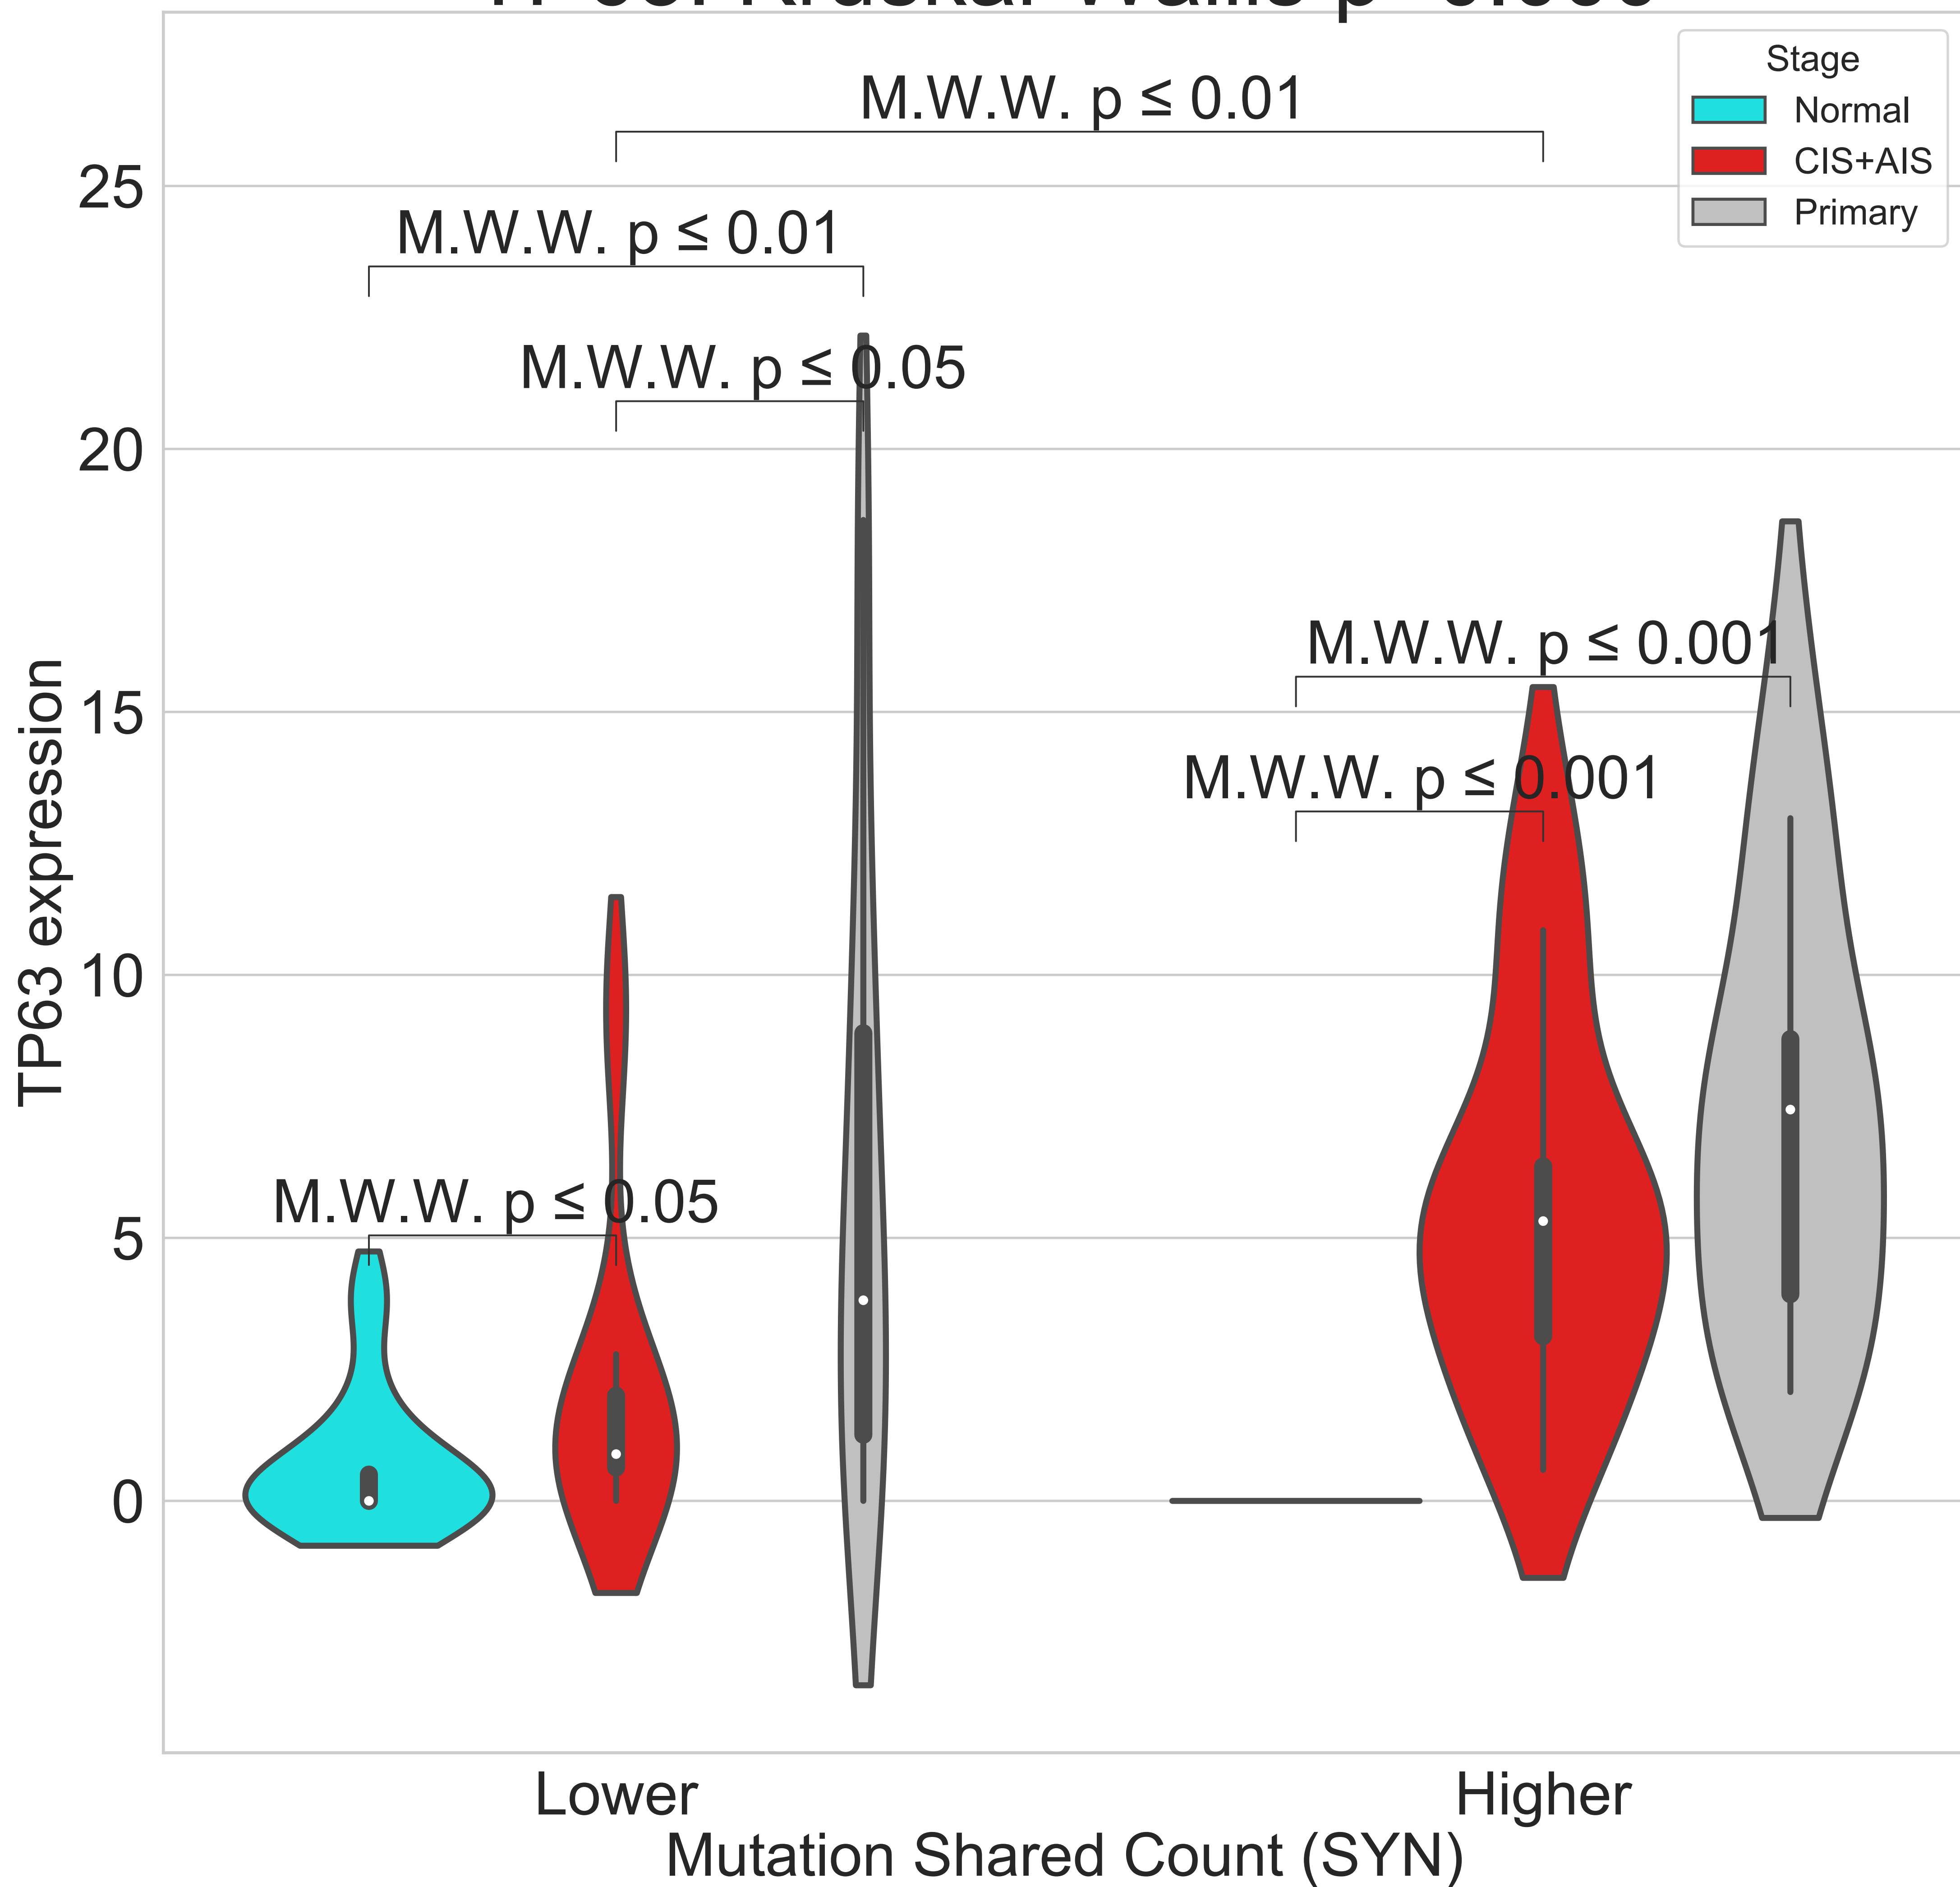 Stage
Normal
CIS+AIS
Primary
M.W.W. p ≤ 0.01
M.W.W. p ≤ 0.01
M.W.W. p ≤ 0.05
M.W.W. p ≤ 0.001
M.W.W. p ≤ 0.001
M.W.W. p ≤ 0.05
25
20
15
10
5
0
TP63 expression
Lower
Higher
Mutation Shared Count (SYN)